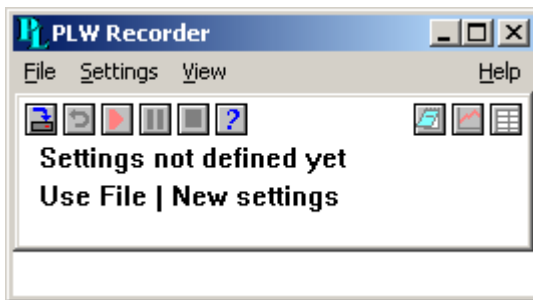 PLW Recorder
File Settings View Help
?
Settings not defined yet
Use File | New settings